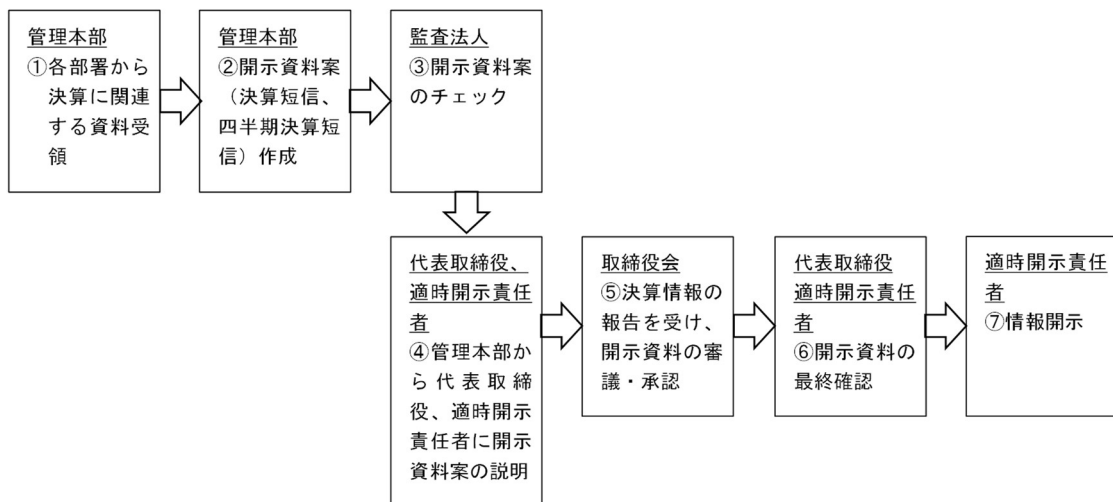 管理本部
①各部署から
決算に関連
する資料受
領
管理本部
②開示資料案
（決算短信、
四半期決算短
信）作成
監査法人
③開示資料案
のチェック
代表取締役、
適時開示責任
者
④管理本部か
ら代表取締
役、適時開示
責任者に開示
資料案の説明
取締役会
⑤決算情報の
報告を受け、
開示資料の審
議・承認
代表取締役
適時開示責任
者
⑥開示資料の
最終確認
適時開示責任
者
⑦情報開示